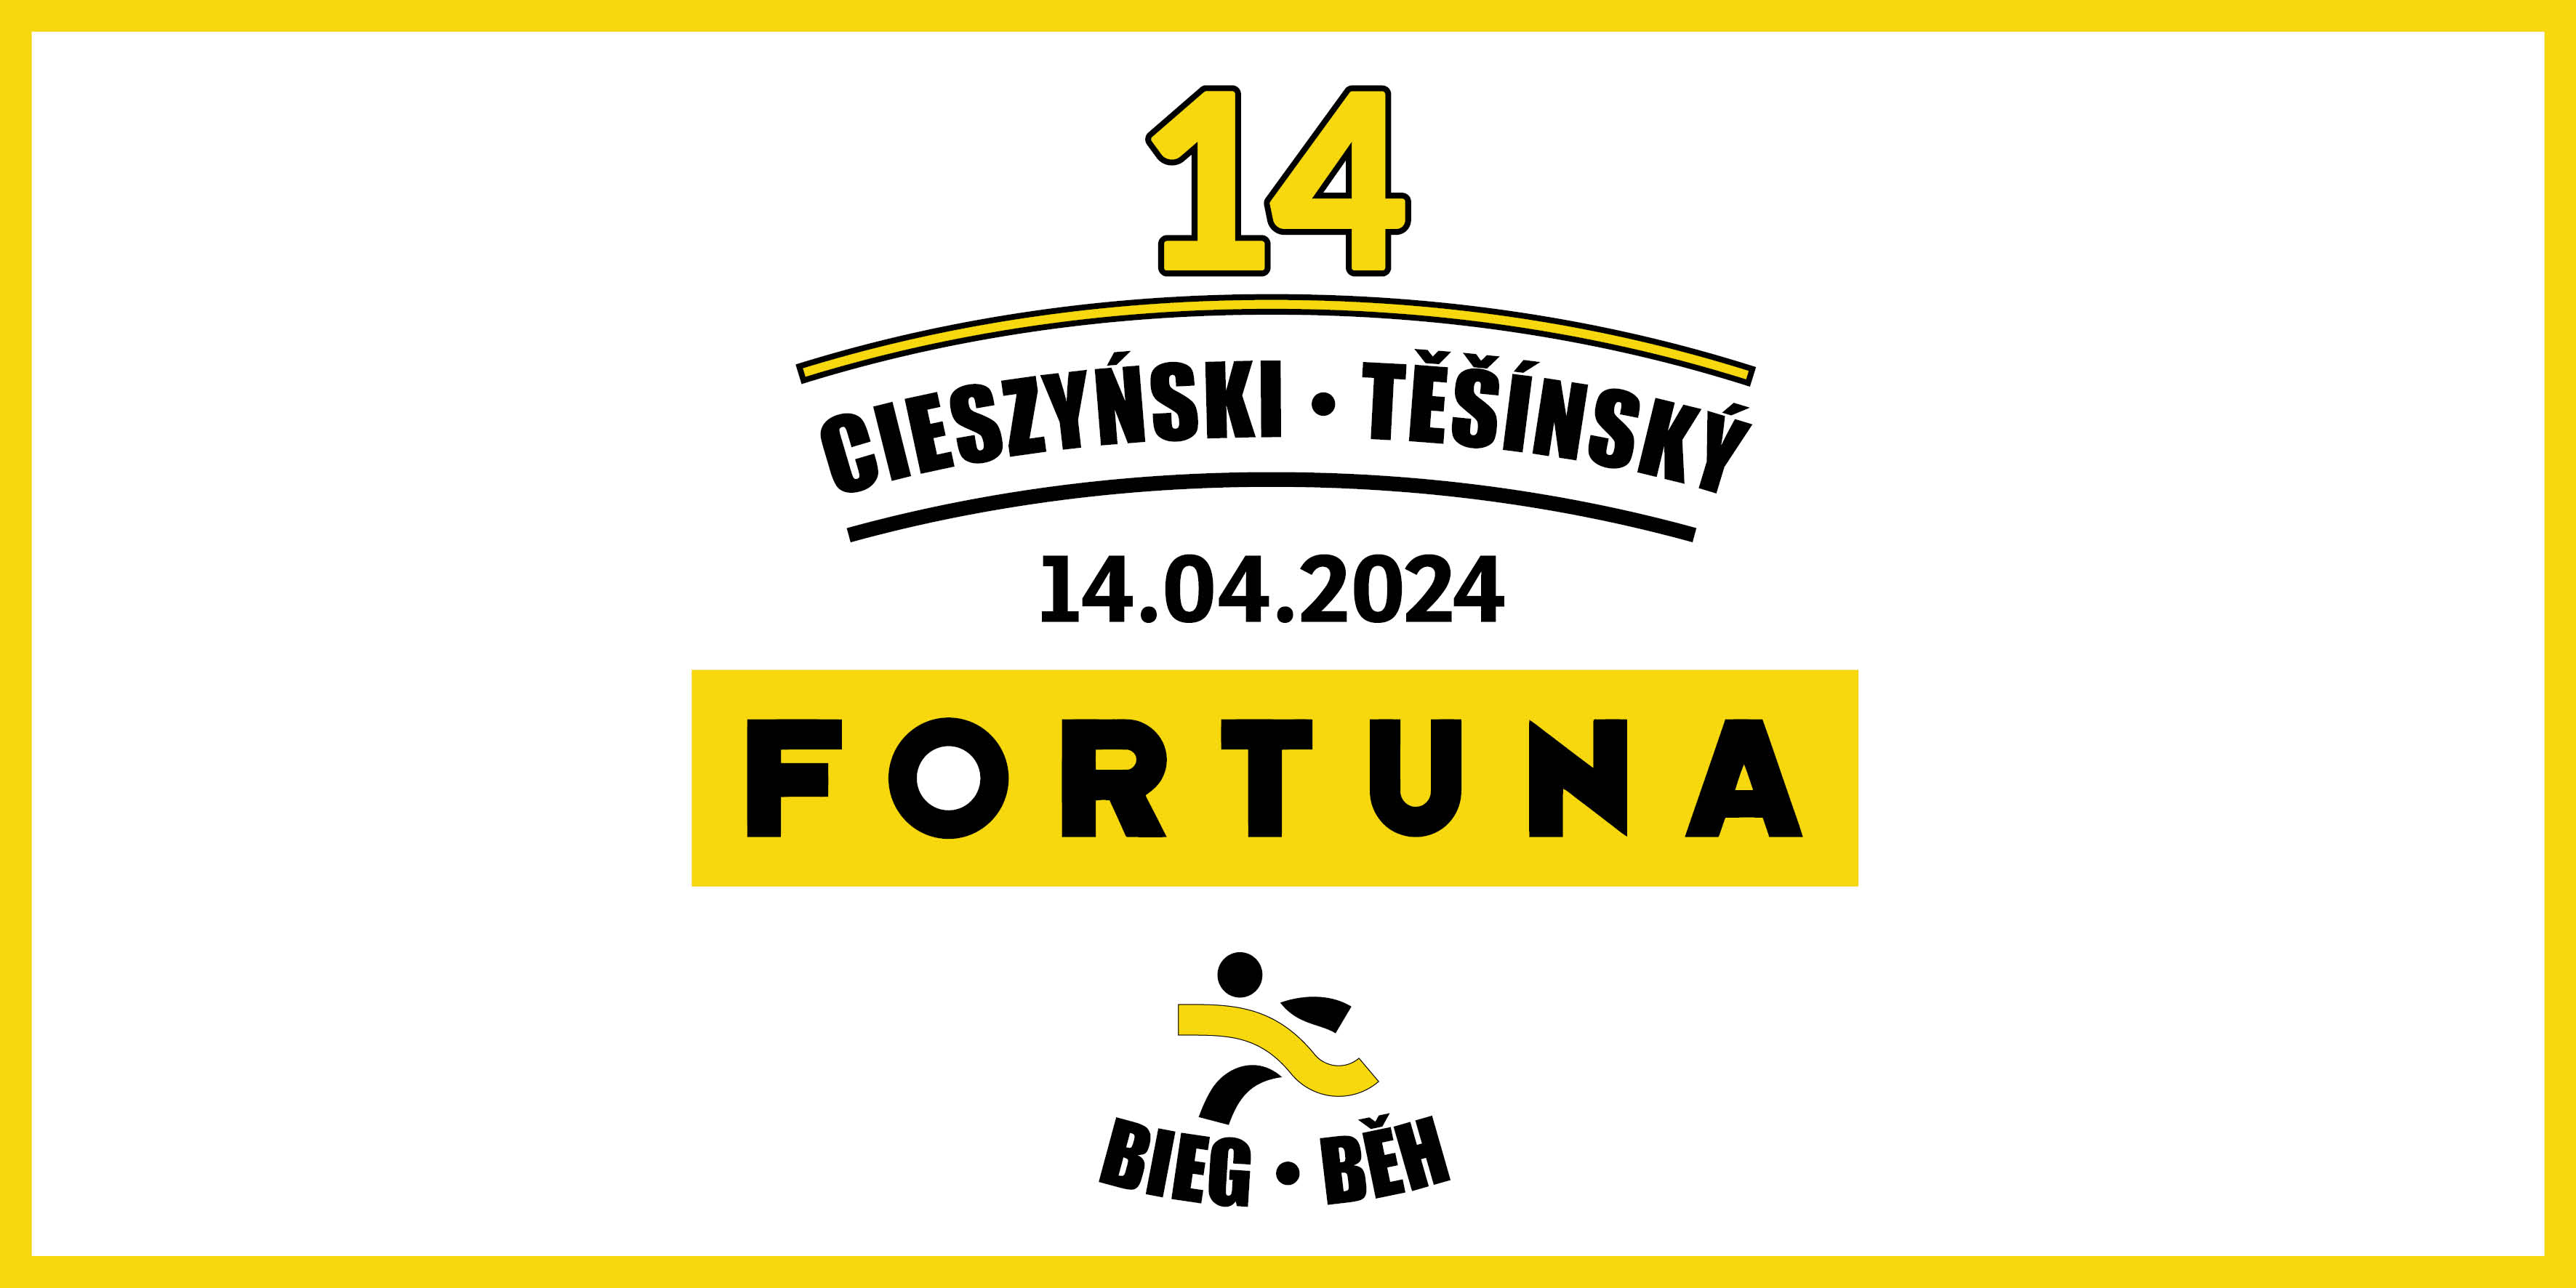 14
CIESZYŃSKI • TĚŠÍNSKÝ
14.04.2024
FORTUNA
BIEG • BĚH